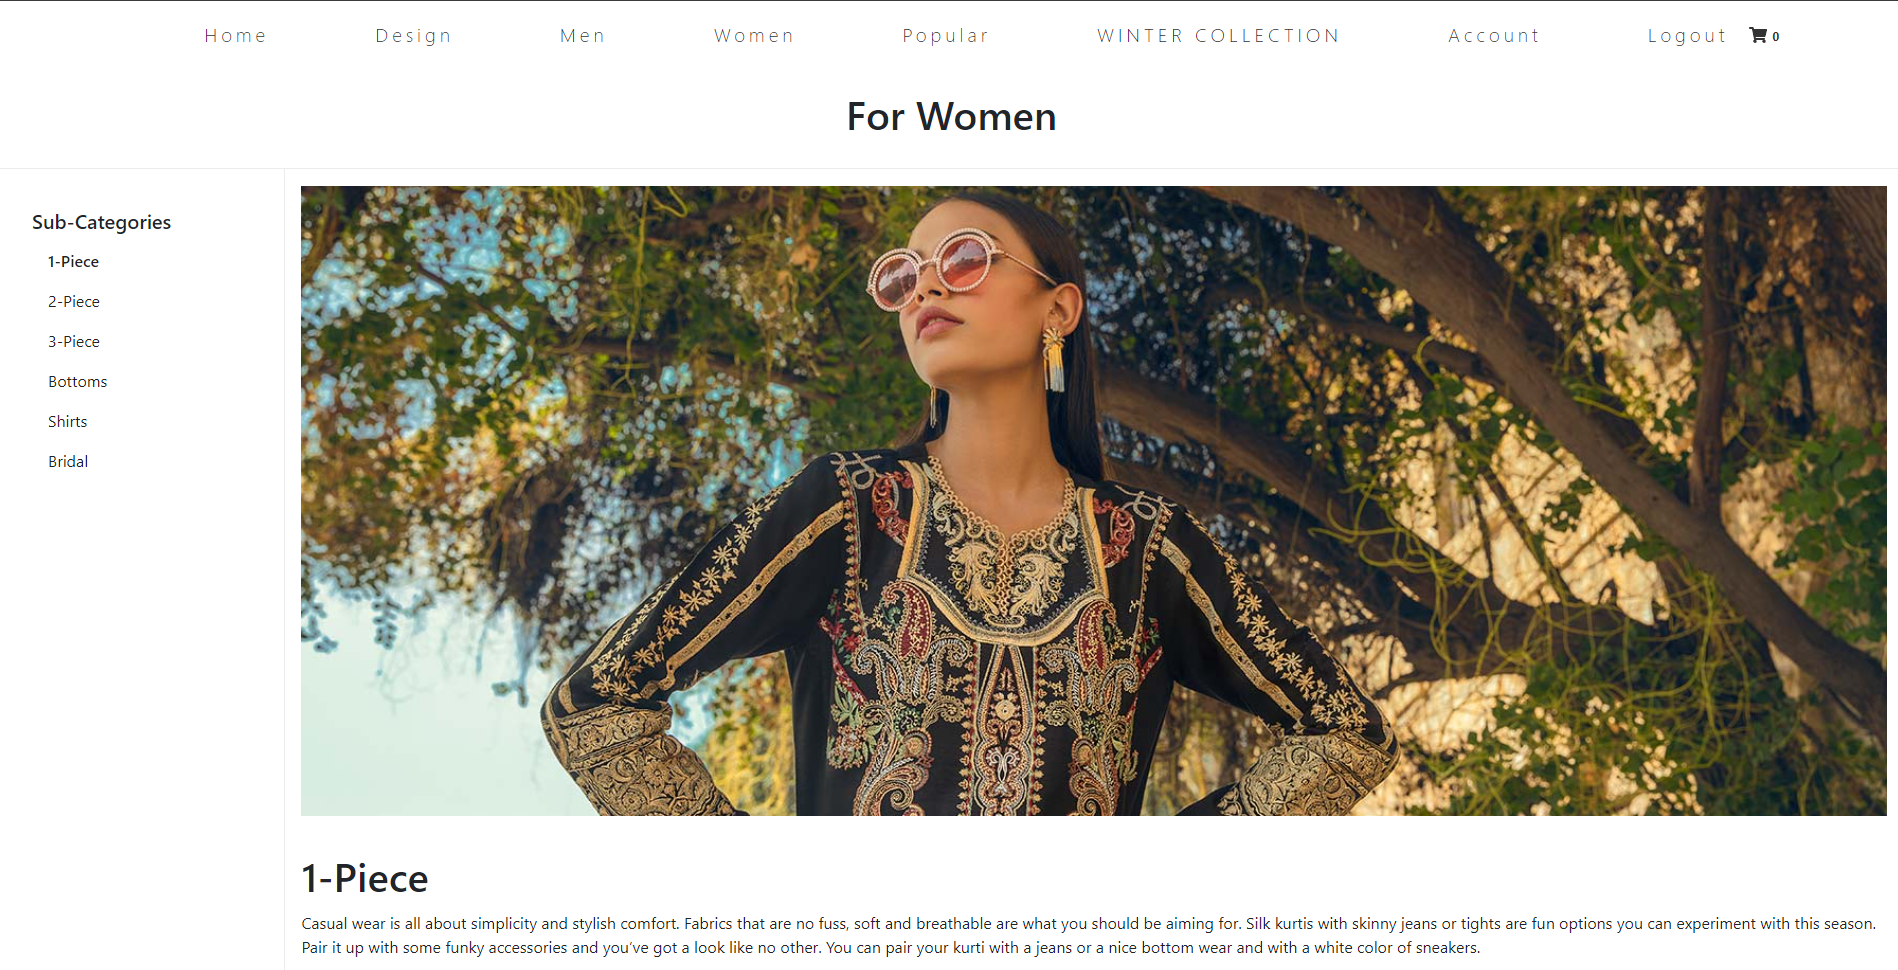 Home Design Men Women Popular WINTER COLLECTION Account Logout 0
For Women
Sub-Categories
1-Piece
2-Piece
3-Piece
Bottoms
Shirts
Bridal
1-Piece
Casual wear is all about simplicity and stylish comfort. Fabrics that are no fuss, soft and breathable are what you should be aiming for. Silk kurtis with skinny jeans or tights are fun options you can experiment with this season.
Pair it up with some funky accessories and you’ve got a look like no other. You can pair your kurti with a jeans or a nice bottom wear and with a white color of sneakers.